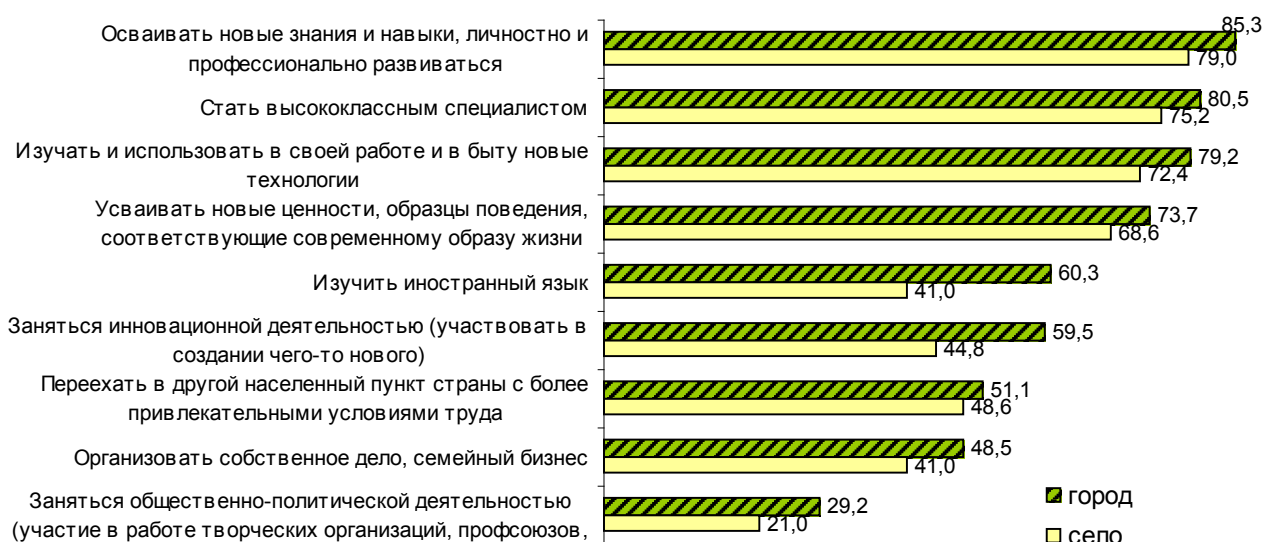 Осваивать новые знания и навыки, личностно и
профессионально развиваться
85,3
79,0
Стать высококлассным специалистом
80,5
75,2
Изучать и использовать в своей работе и в быту новые
технологии
79,2
72,4
Усваивать новые ценности, образцы поведения,
соответствующие современному образу жизни
73,7
68,6
Изучить иностранный язык
60,3
41,0
Заняться инновационной деятельностью (участвовать в
создании чего-то нового)
59,5
44,8
Переехать в другой населенный пункт страны с более
привлекательными условиями труда
51,1
48,6
Организовать собственное дело, семейный бизнес
48,5
41,0
Заняться общественно-политической деятельностью
(участие в работе творческих организаций, профсоюзов,
29,2
21,0
город
село